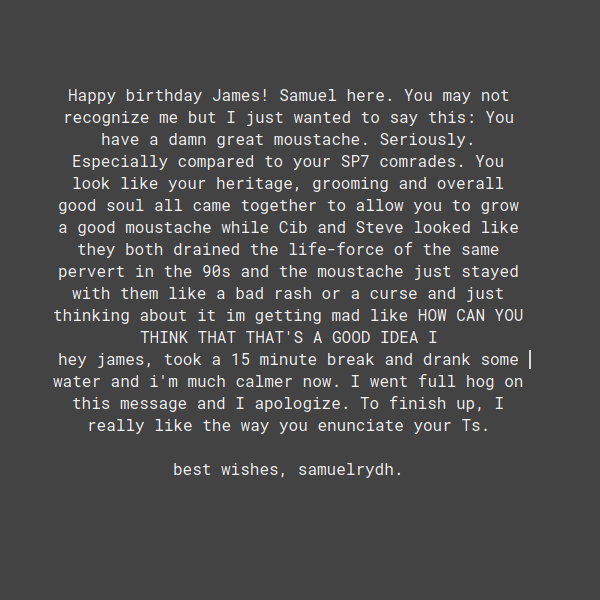 Happy birthday James! Samuel here. You may not
recognize me but I just wanted to say this: You
have a damn great moustache. Seriously.
Especially compared to your SP7 comrades. You
look like your heritage, grooming and overall
good soul all came together to allow you to grow
a good moustache while Cib and Steve looked like
they both drained the life-force of the same
pervert in the 90s and the moustache just stayed
with them like a bad rash or a curse and just
thinking about it im getting mad like HOW CAN YOU
THINK THAT THAT'S A GOOD IDEA I
hey james, took a 15 minute break and drank some
water and i'm much calmer now. I went full hog on
this message and I apologize. To finish up, I
really like the way you enunciate your Ts.
best wishes, samuelrydh.